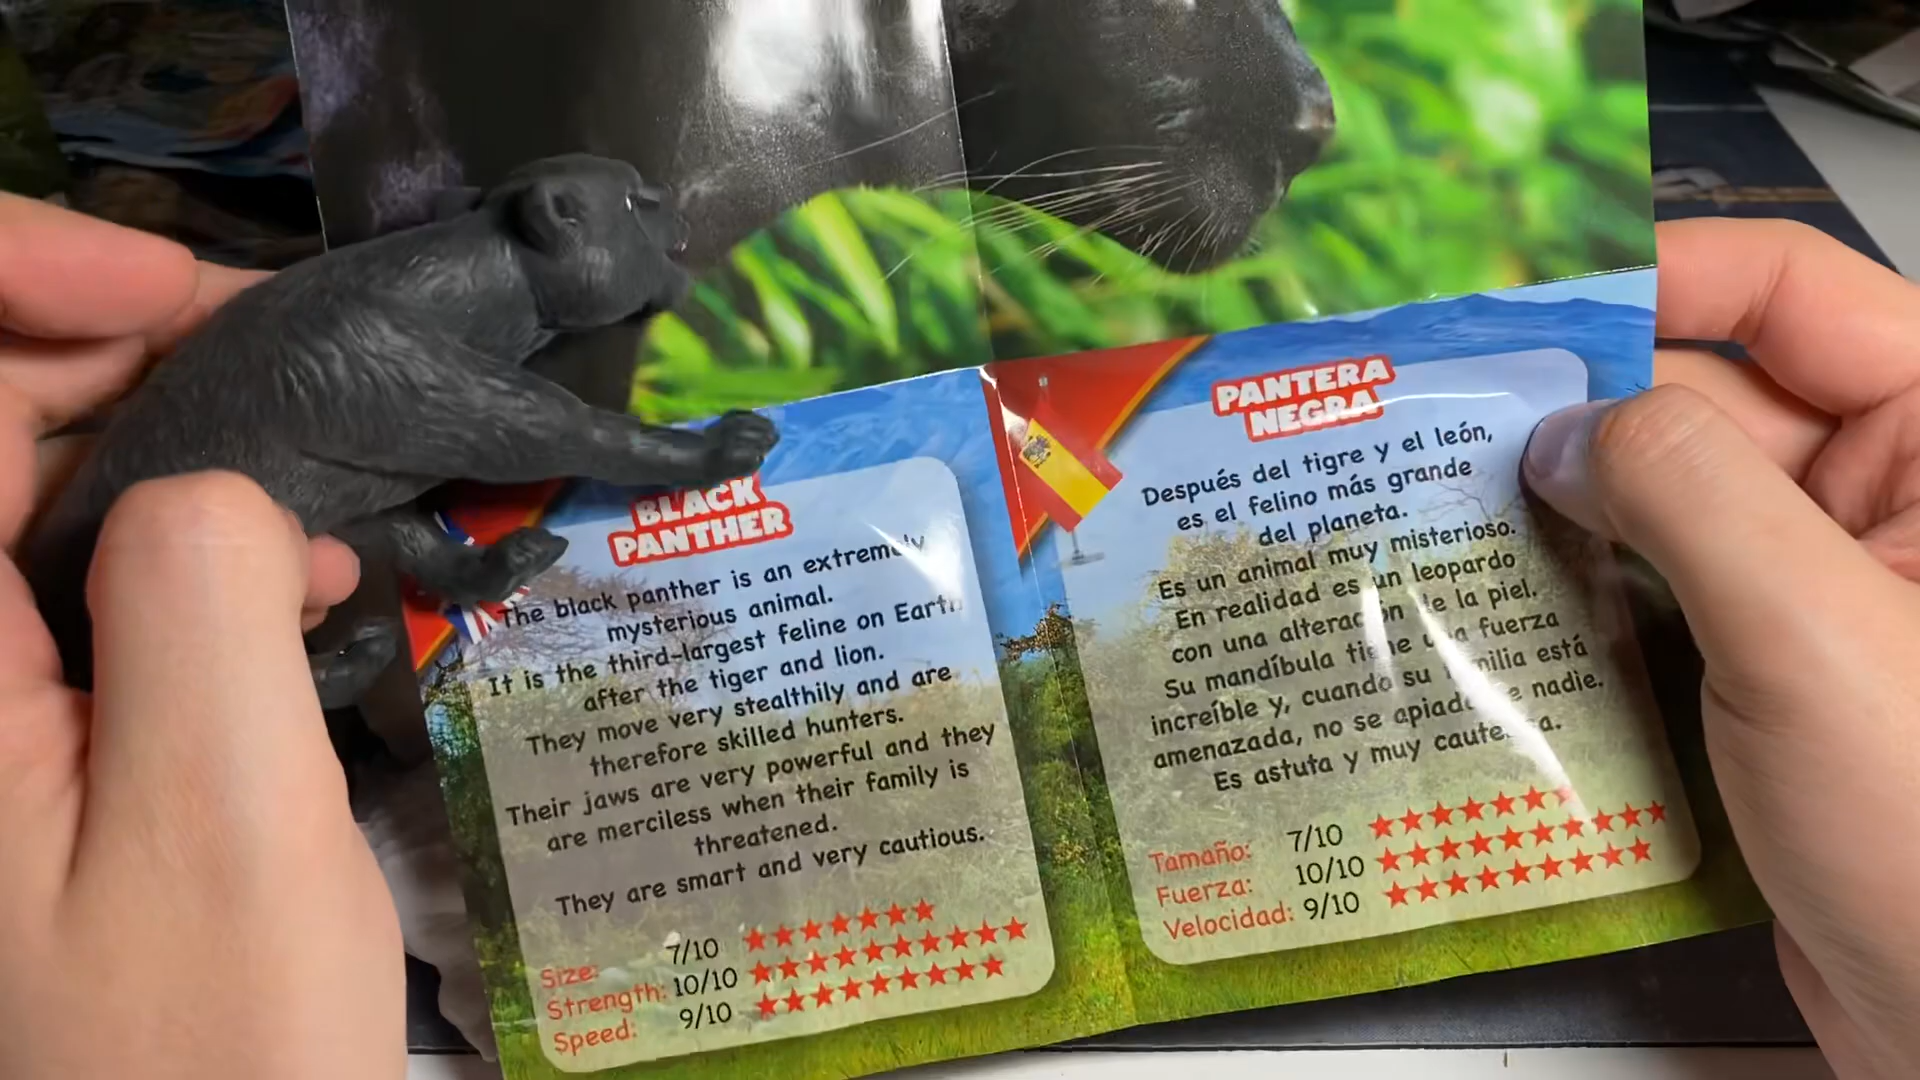 BLACK
PANTHER
The black panther is an extremely
mysterious animal.
It is the third-largest feline on Earth
after the tiger and lion.
They move very stealthily and are
therefore skilled hunters.
Their jaws are very powerful and they
are merciless when their family is
threatened.
They are smart and very cautious.
Size: 7/10
Strength: 10/10
Speed: 9/10
PANTERA
NEGRA
Después del tigre y el león,
es el felino más grande
del planeta.
Es un animal muy misterioso.
En realidad es un leopardo
con una alteración de la piel.
Su mandíbula tiene una fuerza
increíble y, cuando su familia está
amenazada, no se apiada de nadie.
Es astuta y muy cautelosa.
Tamaño: 7/10
Fuerza: 10/10
Velocidad: 9/10